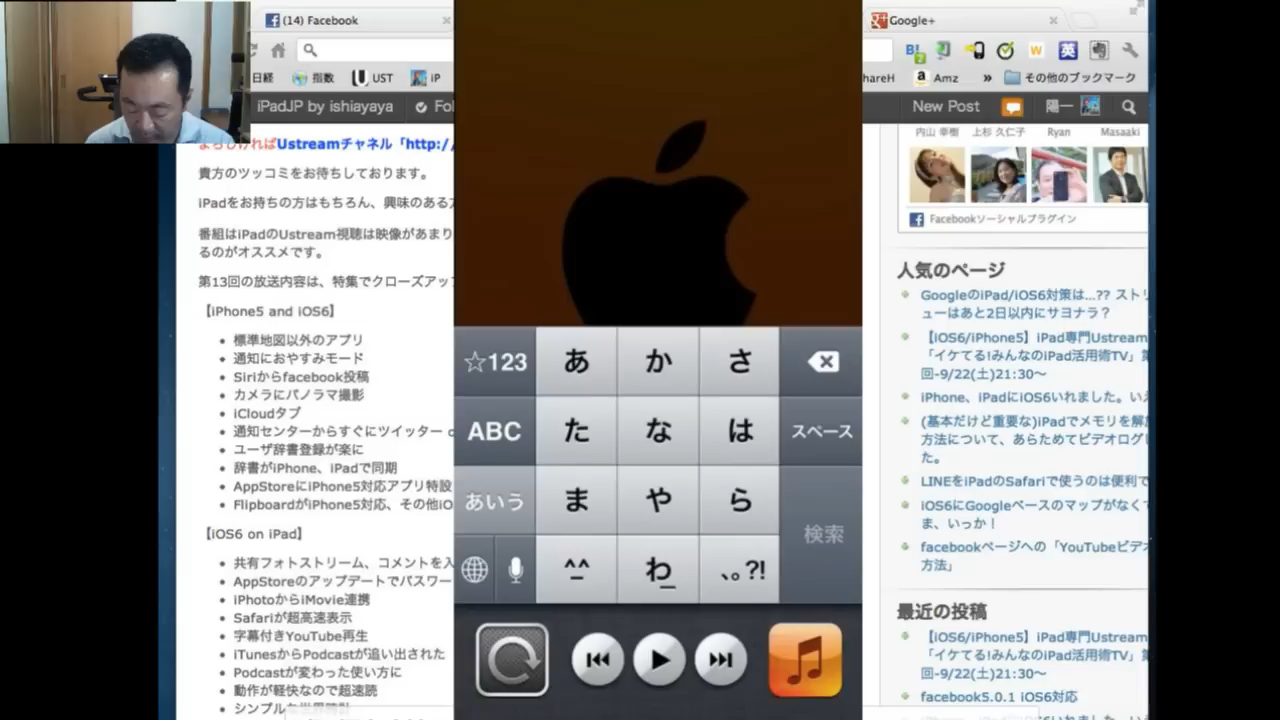 (14) Facebook
Google+
B! 2 W 英
日経 指数 UST iP
hareH Amz » その他のブックマーク
iPadJP by ishiayaya Fol
New Post 陽一
よろしければUstreamチャネル「http:/
貴方のツッコミをお待ちしております。
iPadをお持ちの方はもちろん、興味のある
番組はiPadのUstream視聴は映像があまり
るのがオススメです。
第13回の放送内容は、特集でクローズアッ
【iPhone5 and iOS6】
標準地図以外のアプリ
通知におやすみモード
Siriからfacebook投稿
カメラにパノラマ撮影
iCloudタブ
通知センターからすぐにツイッター
ユーザ辞書登録が楽に
辞書がiPhone、iPadで同期
AppStoreにiPhone5対応アプリ特設
FlipboardがiPhone5対応、その他iO
【iOS6 on iPad】
共有フォトストリーム、コメントを入
AppStoreのアップデートでパスワー
iPhotoからiMovie連携
Safariが超高速表示
字幕付きYouTube再生
iTunesからPodcastが追い出された
Podcastが変わった使い方に
動作が軽快なので超速読
シンプルな世界時計
☆123 あ か さ
ABC た な は スペース
あいう ま や ら
検索
^^ わ 、。?!
内山 幸樹 上杉 久仁子 Ryan Masaaki
Facebookソーシャルプラグイン
人気のページ
GoogleのiPad/iOS6対策は...?? ストリ
ューはあと2日以内にサヨナラ？
【iOS6/iPhone5】iPad専門Ustream
「イケてる!みんなのiPad活用術TV」第
回-9/22(土)21:30〜
iPhone、iPadにiOS6いれました。いえ
(基本だけど重要な)iPadでメモリを解
方法について、あらためてビデオログ
た。
LINEをiPadのSafariで使うのは便利で
iOS6にGoogleベースのマップがなくて
ま、いっか！
facebookページへの「YouTubeビデオ
方法」
最近の投稿
【iOS6/iPhone5】iPad専門Ustream
「イケてる!みんなのiPad活用術TV」第
回-9/22(土)21:30〜
facebook5.0.1 iOS6対応